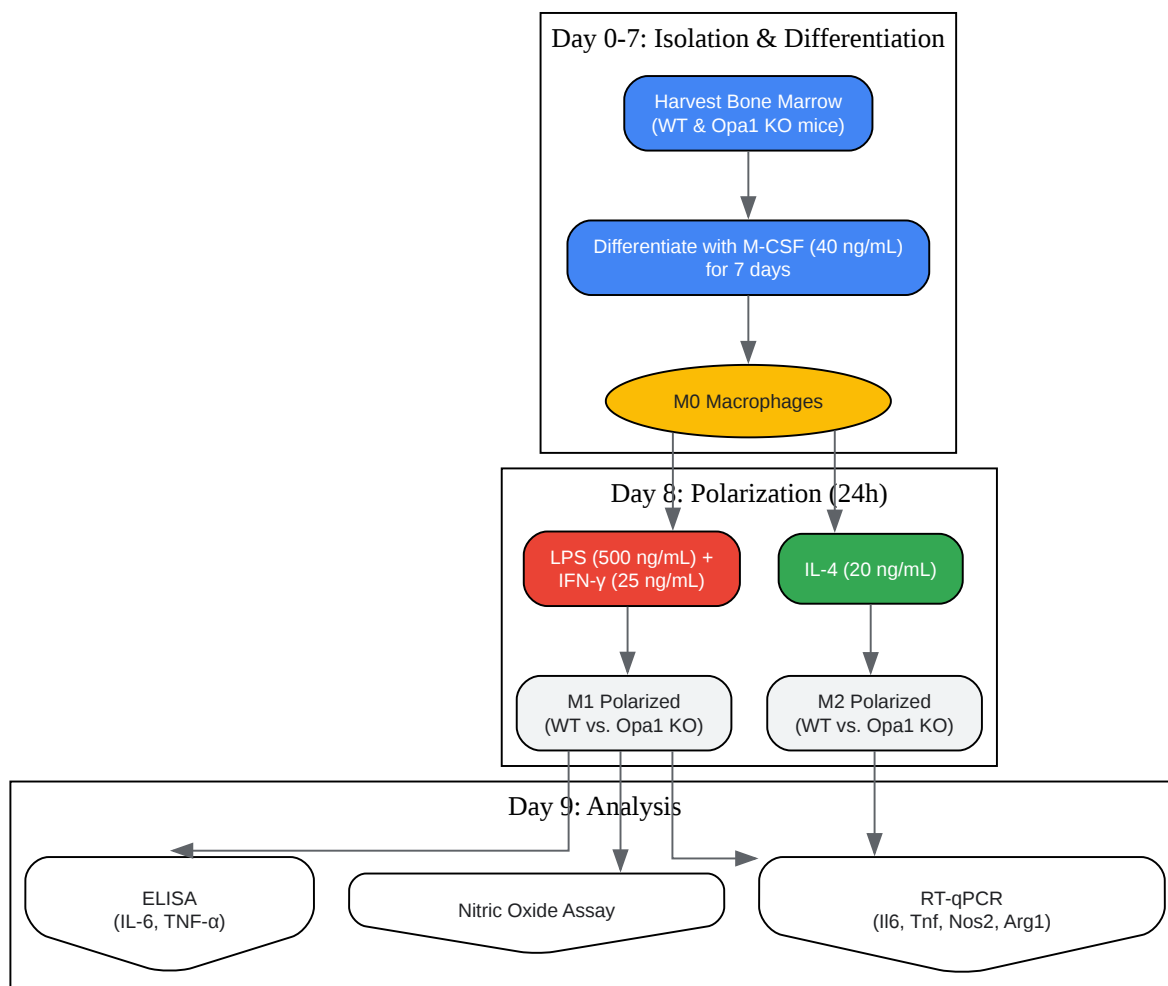 Day 0-7: Isolation & Differentiation
Harvest Bone Marrow
(WT & Opa1 KO mice)
Differentiate with M-CSF (40 ng/mL)
for 7 days
M0 Macrophages
Day 8: Polarization (24h)
LPS (500 ng/mL) +
IFN-γ (25 ng/mL)
IL-4 (20 ng/mL)
M1 Polarized
(WT vs. Opa1 KO)
M2 Polarized
(WT vs. Opa1 KO)
Day 9: Analysis
ELISA
(IL-6, TNF-α)
Nitric Oxide Assay
RT-qPCR
(Il6, Tnf, Nos2, Arg1)